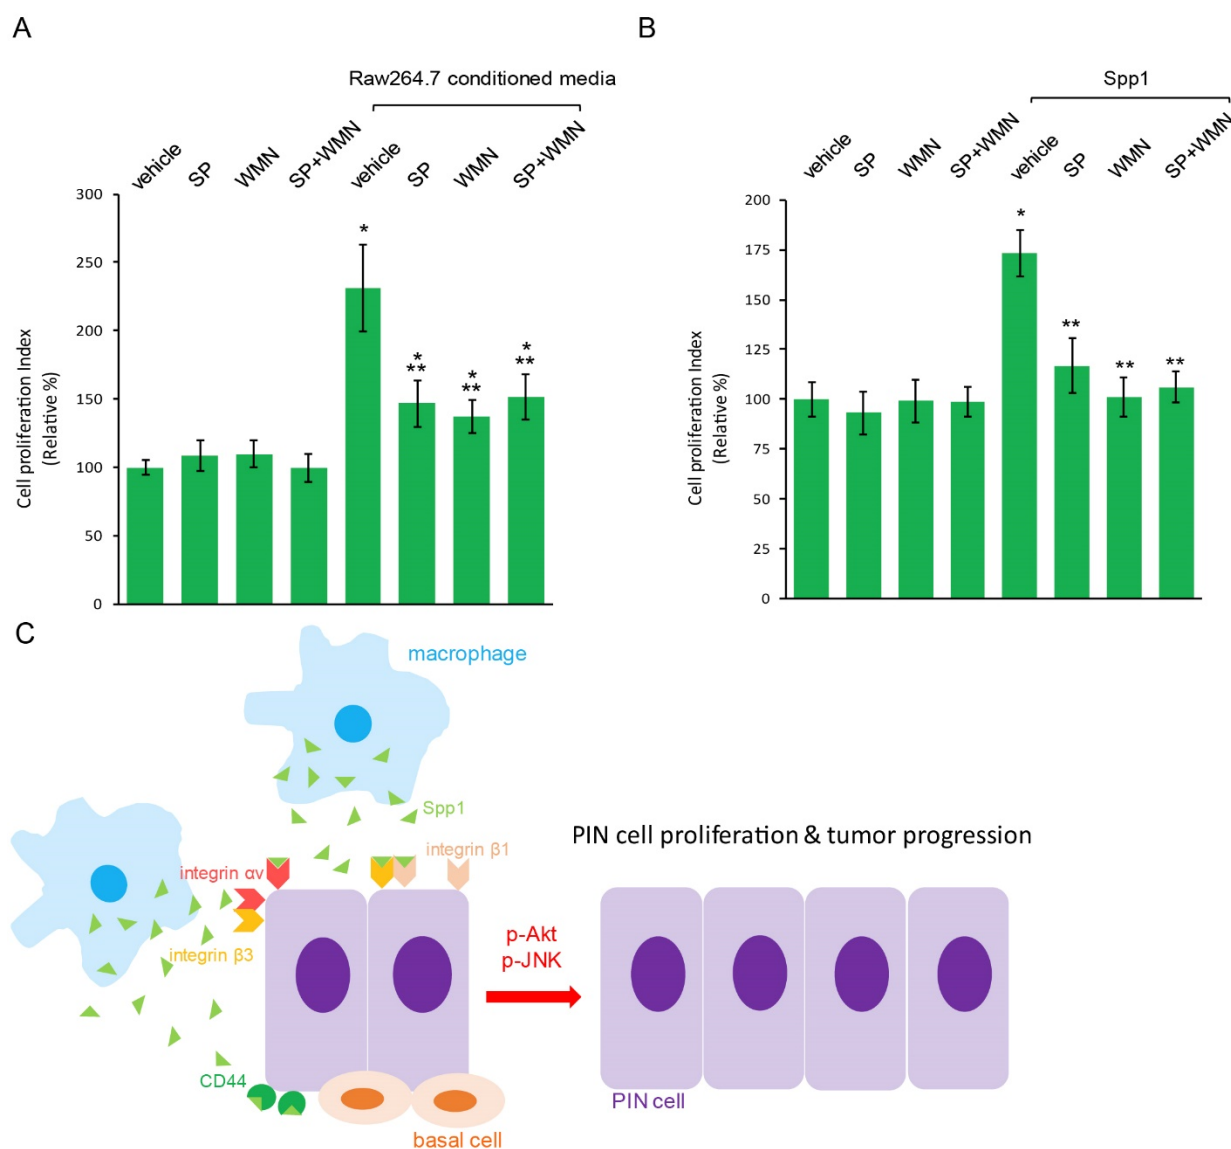 A
Raw264.7 conditioned media
vehicle
SP
WMN
SP+WMN
vehicle
SP
WMN
SP+WMN
300
250
200
150
100
50
0
Cell proliferation Index
(Relative %)
*
*
**
*
**
*
**
B
Spp1
vehicle
SP
WMN
SP+WMN
vehicle
SP
WMN
SP+WMN
200
175
150
125
100
75
50
25
0
Cell proliferation Index
(Relative %)
*
**
**
**
C
macrophage
Spp1
integrin αv
integrin β1
integrin β3
CD44
basal cell
p-Akt
p-JNK
PIN cell proliferation & tumor progression
PIN cell